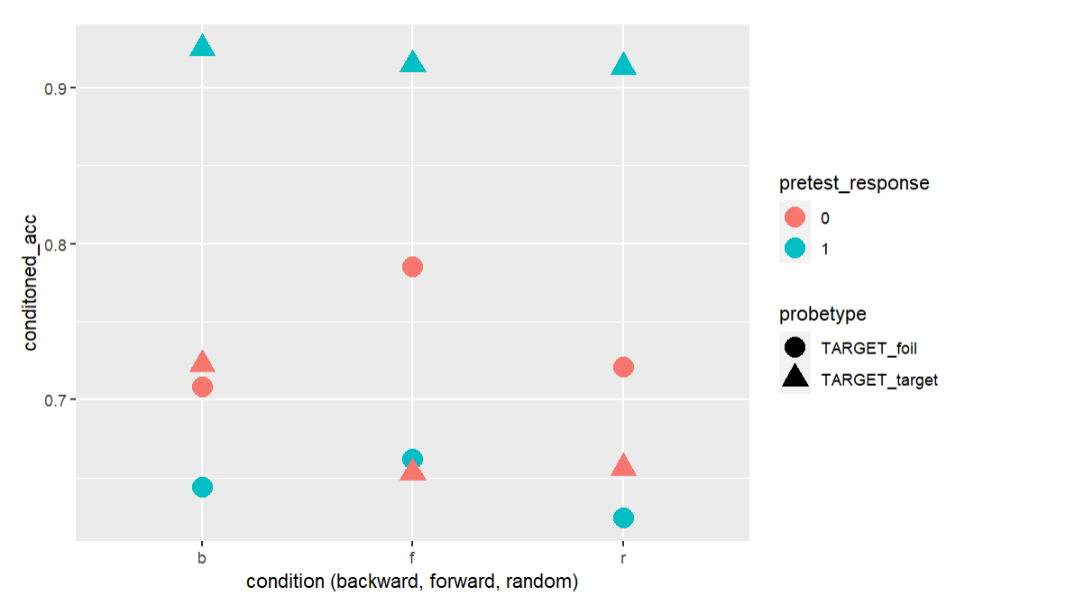 conditoned_acc
0.9
0.8
0.7
b f r
condition (backward, forward, random)
pretest_response
0
1
probetype
TARGET_foil
TARGET_target